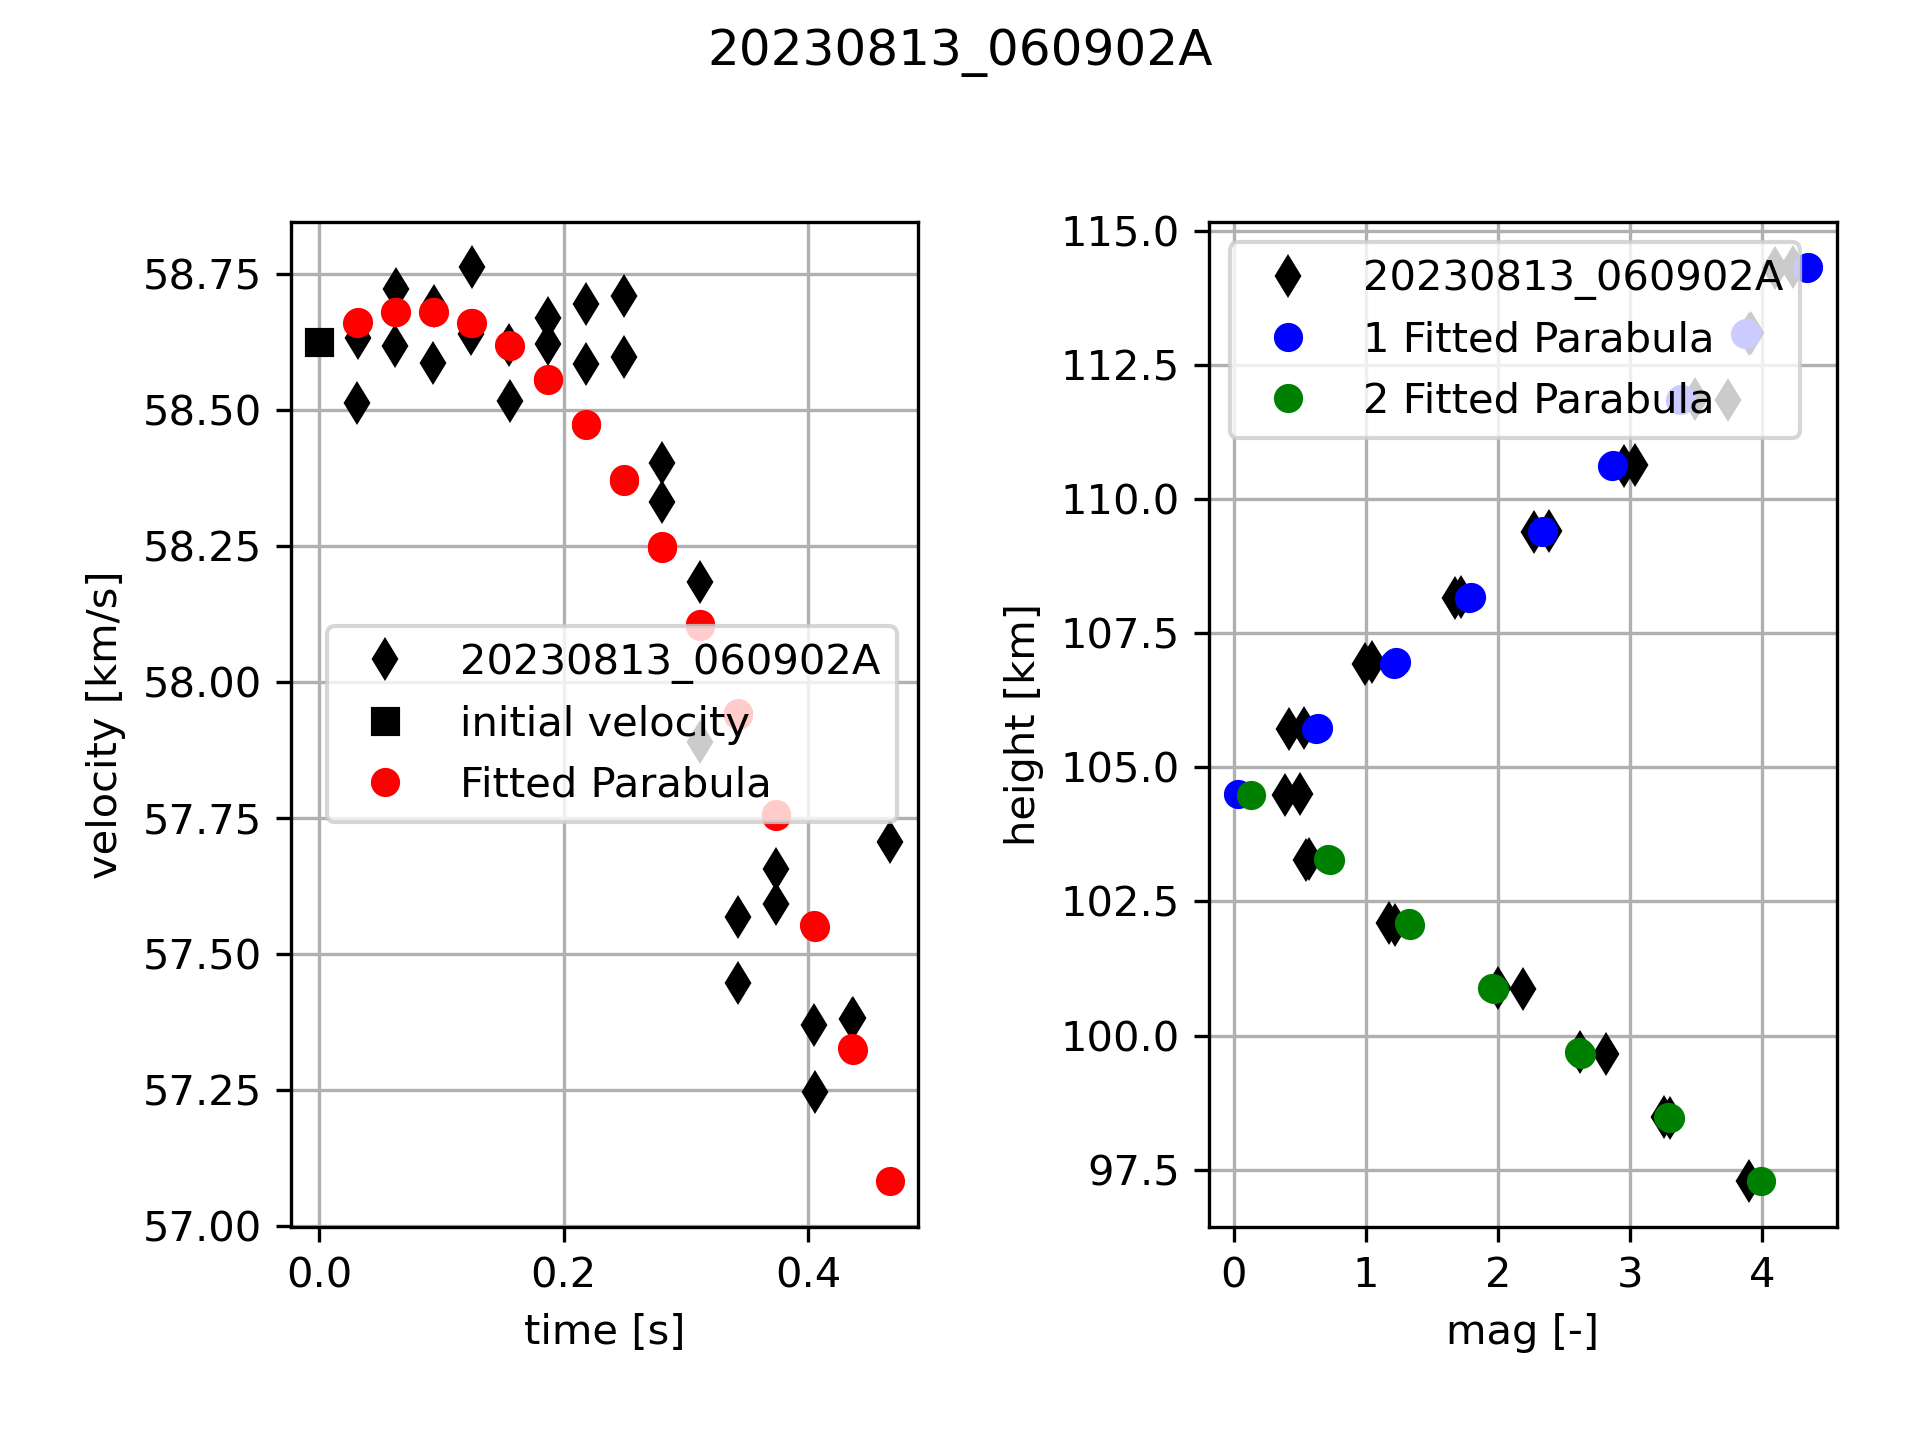 20230813_060902A
58.75
58.50
58.25
58.00
57.75
57.50
57.25
57.00
velocity [km/s]
20230813_060902A
initial velocity
Fitted Parabula
0.0 0.2 0.4
time [s]
115.0
112.5
110.0
107.5
105.0
102.5
100.0
97.5
height [km]
20230813_060902A
1 Fitted Parabula
2 Fitted Parabula
0 1 2 3 4
mag [-]